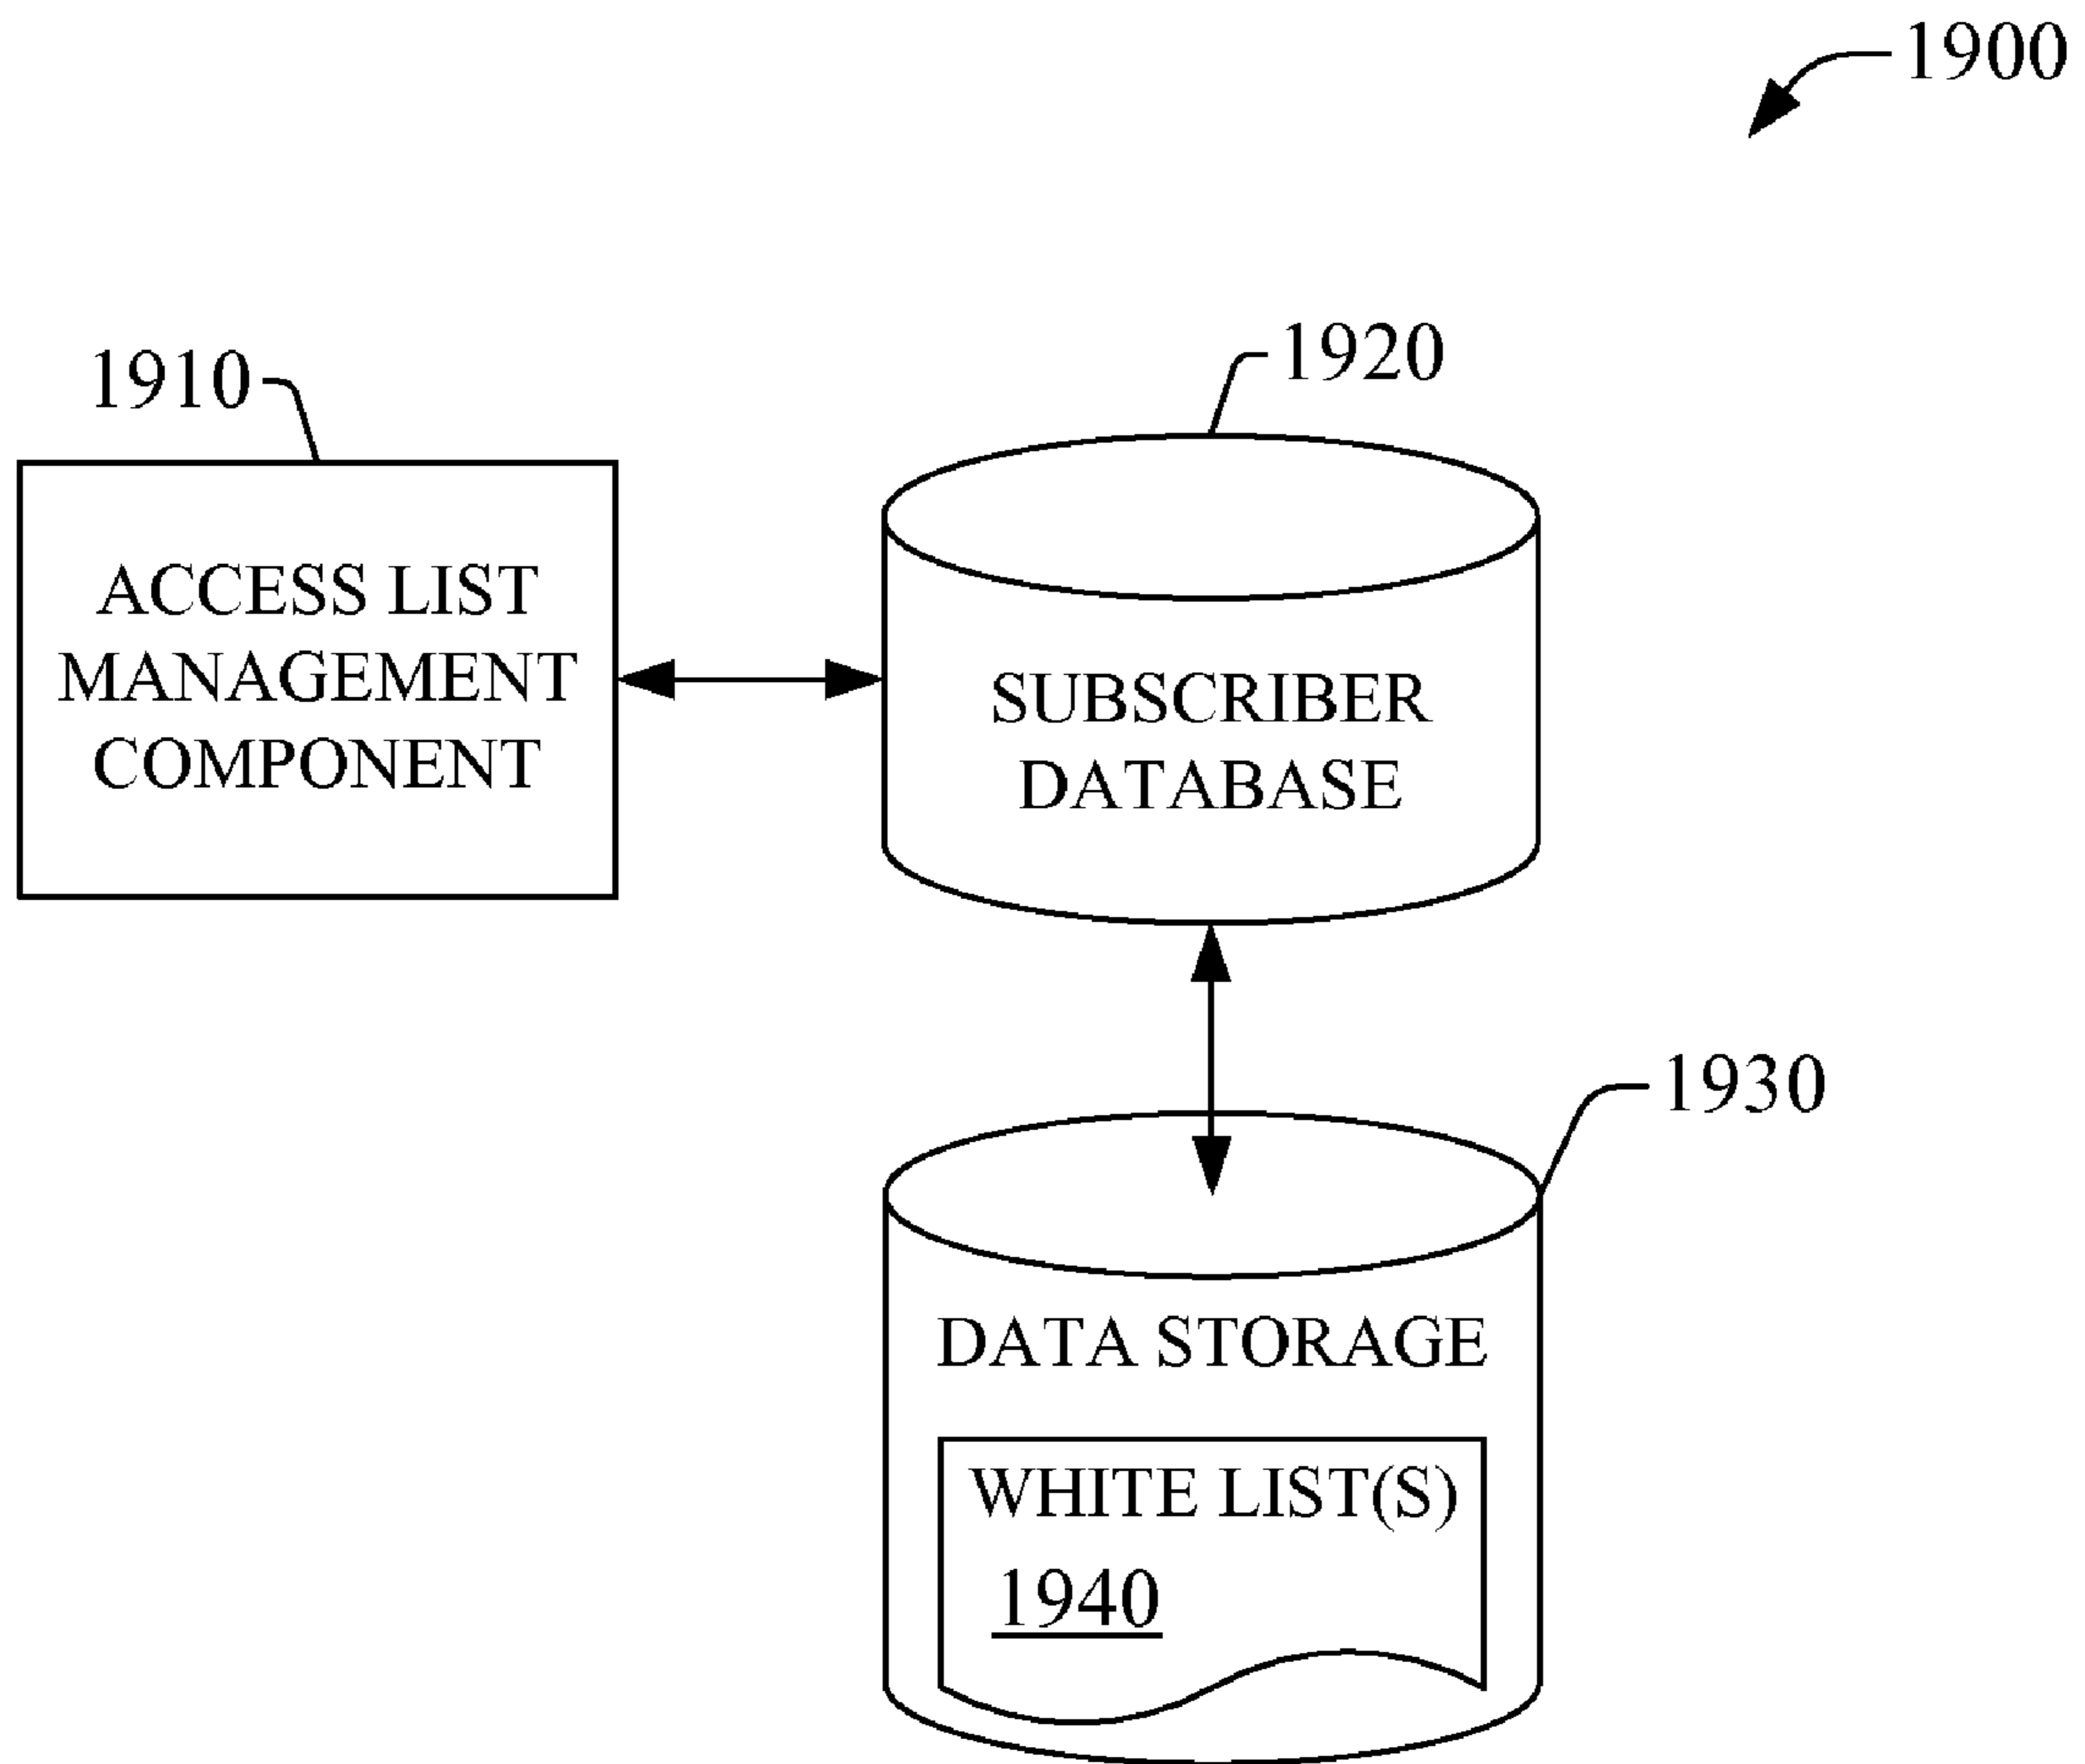 1900
1920
1910
ACCESS LIST
MANAGEMENT
COMPONENT
SUBSCRIBER
DATABASE
1930
DATA STORAGE
WHITE LIST(S)
1940